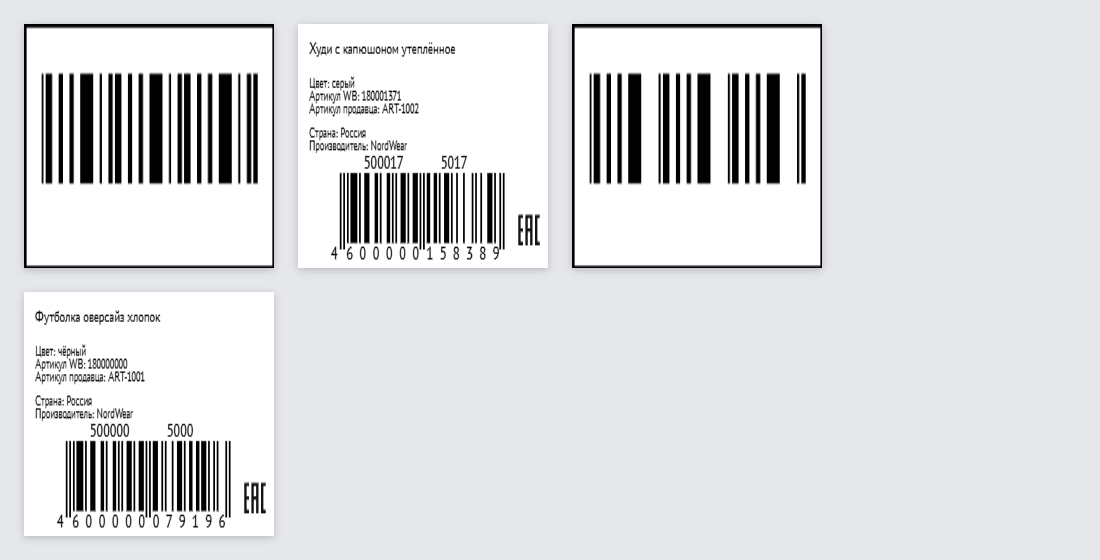 Худи с капюшоном утеплённое
Цвет: серый
Артикул WB: 180001371
Артикул продавца: ART-1002
Страна: Россия
Производитель: NordWear
500017 5017
4 600000 158389
EAC
Футболка оверсайз хлопок
Цвет: чёрный
Артикул WB: 180000000
Артикул продавца: ART-1001
Страна: Россия
Производитель: NordWear
500000 5000
4 600000 079196
EAC